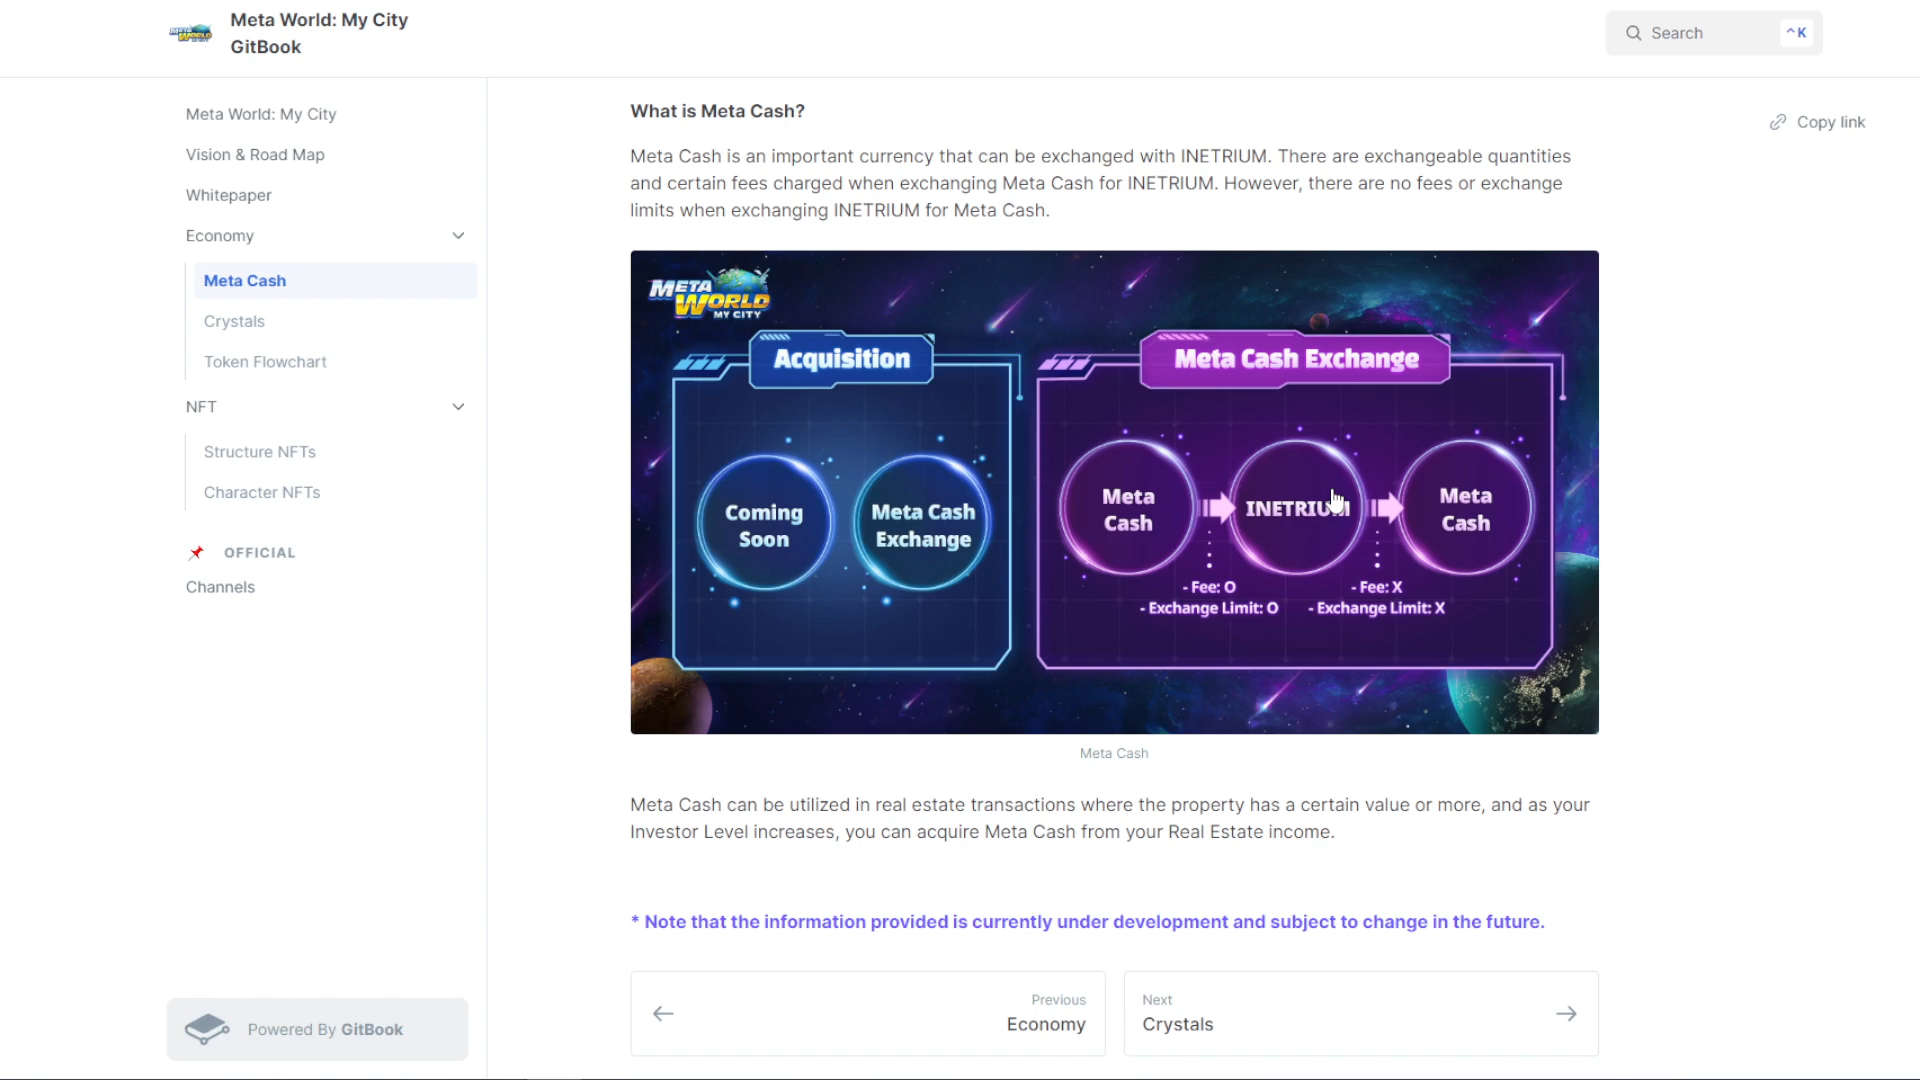 Meta World: My City
GitBook
Search
^K
Meta World: My City
Vision & Road Map
Whitepaper
Economy
Meta Cash
Crystals
Token Flowchart
NFT
Structure NFTs
Character NFTs
OFFICIAL
Channels
Powered By GitBook
What is Meta Cash?
Copy link
Meta Cash is an important currency that can be exchanged with INETRIUM. There are exchangeable quantities
and certain fees charged when exchanging Meta Cash for INETRIUM. However, there are no fees or exchange
limits when exchanging INETRIUM for Meta Cash.
META
WORLD
MY CITY
Acquisition
Coming
Soon
Meta Cash
Exchange
Meta Cash Exchange
Meta
Cash
INETRIUM
Meta
Cash
- Fee: O
- Exchange Limit: O
- Fee: X
- Exchange Limit: X
Meta Cash
Meta Cash can be utilized in real estate transactions where the property has a certain value or more, and as your
Investor Level increases, you can acquire Meta Cash from your Real Estate income.
* Note that the information provided is currently under development and subject to change in the future.
Previous
Economy
Next
Crystals